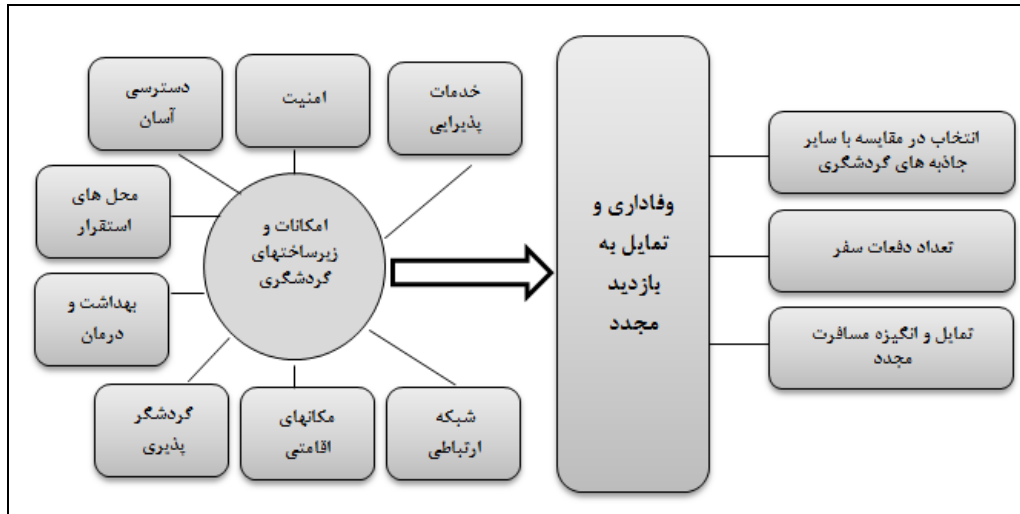 خدمات
پذیرایی
امنیت
دسترسی
آسان
محل های
استقرار
بهداشت و
درمان
گردشگر
پذیری
مکانهای
اقامتی
شبکه
ارتباطی
امکانات و
زیرساختهای
گردشگری
وفاداری و
تمایل به
بازدید
مجدد
انتخاب در مقایسه با سایر
جاذبه های گردشگری
تعداد دفعات سفر
تمایل و انگیزه مسافرت
مجدد